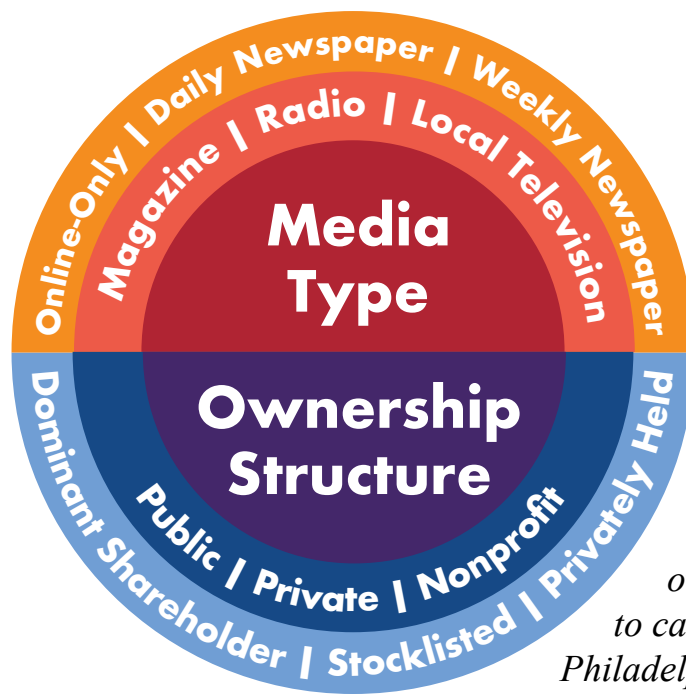 Online-Only | Daily Newspaper | Weekly Newspaper
Magazine | Radio | Local Television
Media
Type
Ownership
Structure
Public | Private | Nonprofit
Dominant Shareholder | Stocklisted | Privately Held
to ca